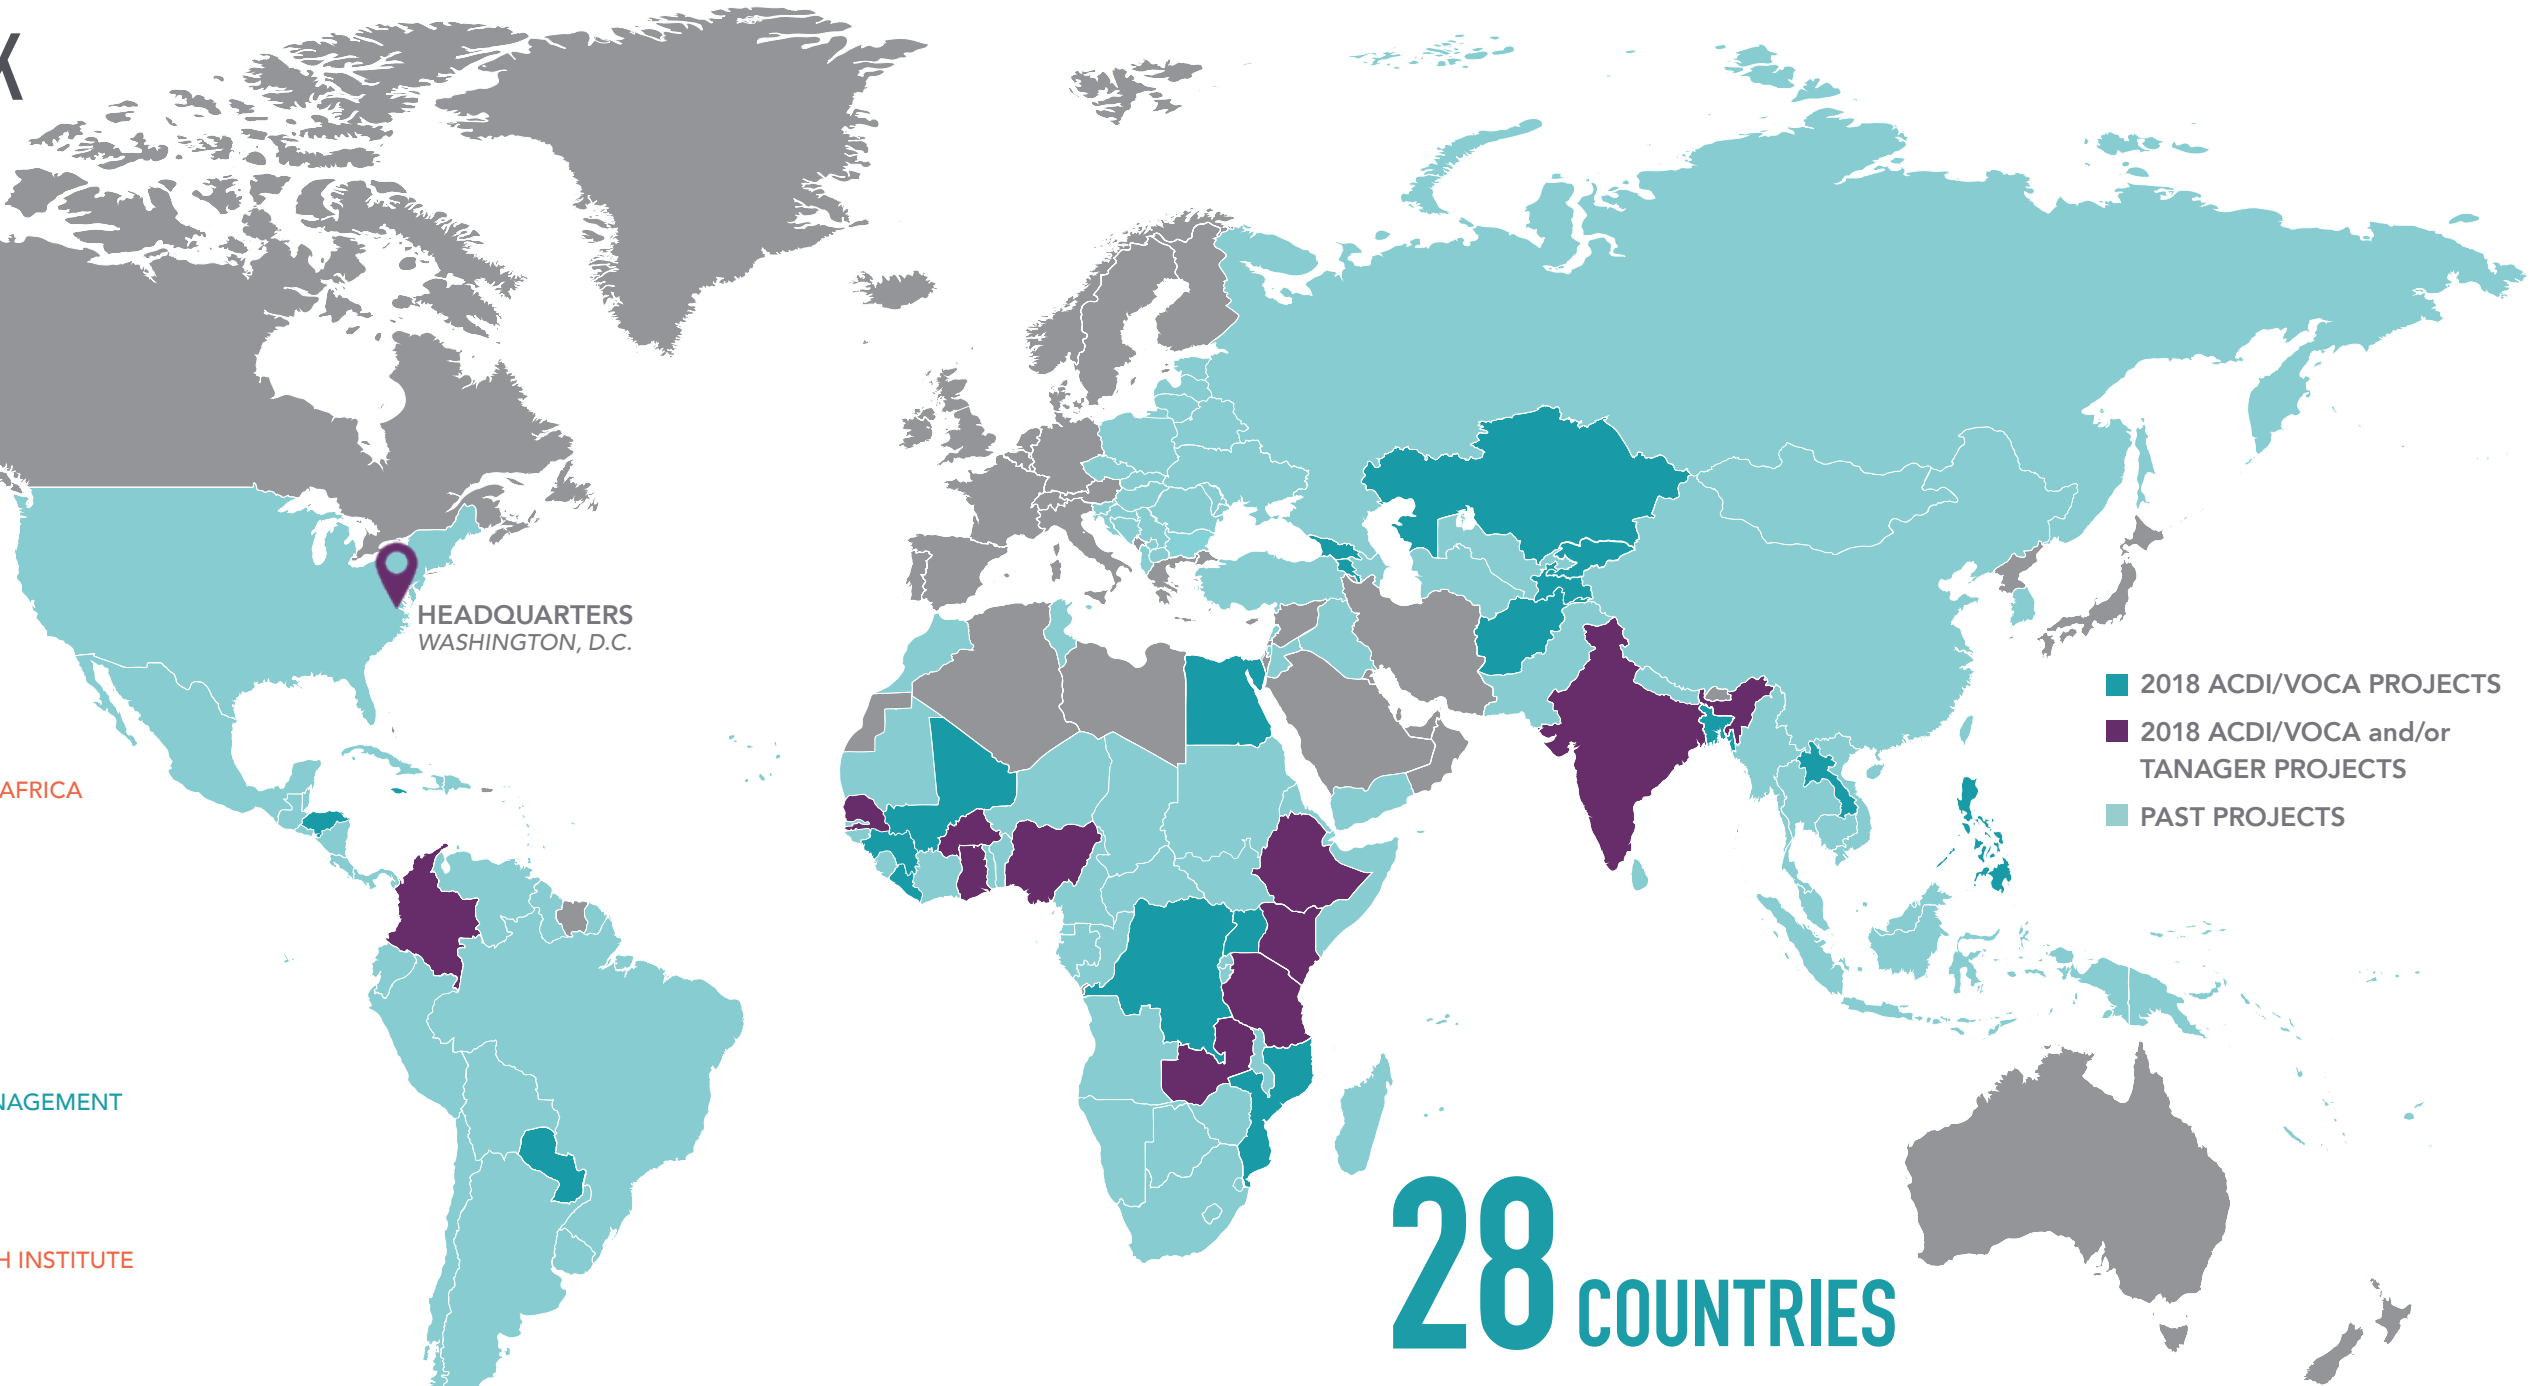 HEADQUARTERS
WASHINGTON, D.C.
2018 ACDI/VOCA PROJECTS
2018 ACDI/VOCA and/or
TANAGER PROJECTS
PAST PROJECTS
AFRICA
NAGEMENT
H INSTITUTE
28 COUNTRIES